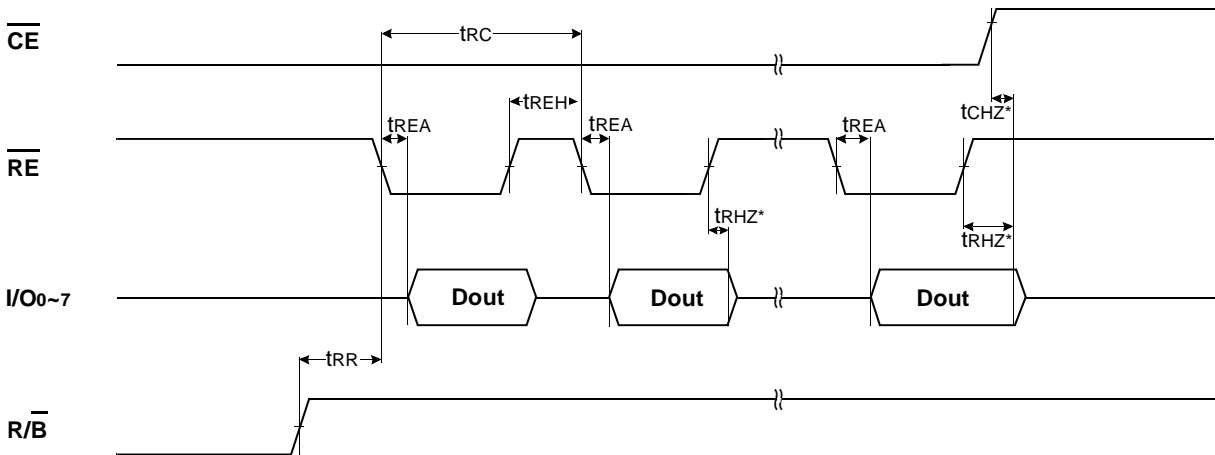 CE
tRC
tREH
tCHZ*
tREA
tREA
tREA
RE
tRHZ*
tRHZ*
I/O0~7
Dout
Dout
Dout
tRR
R/B